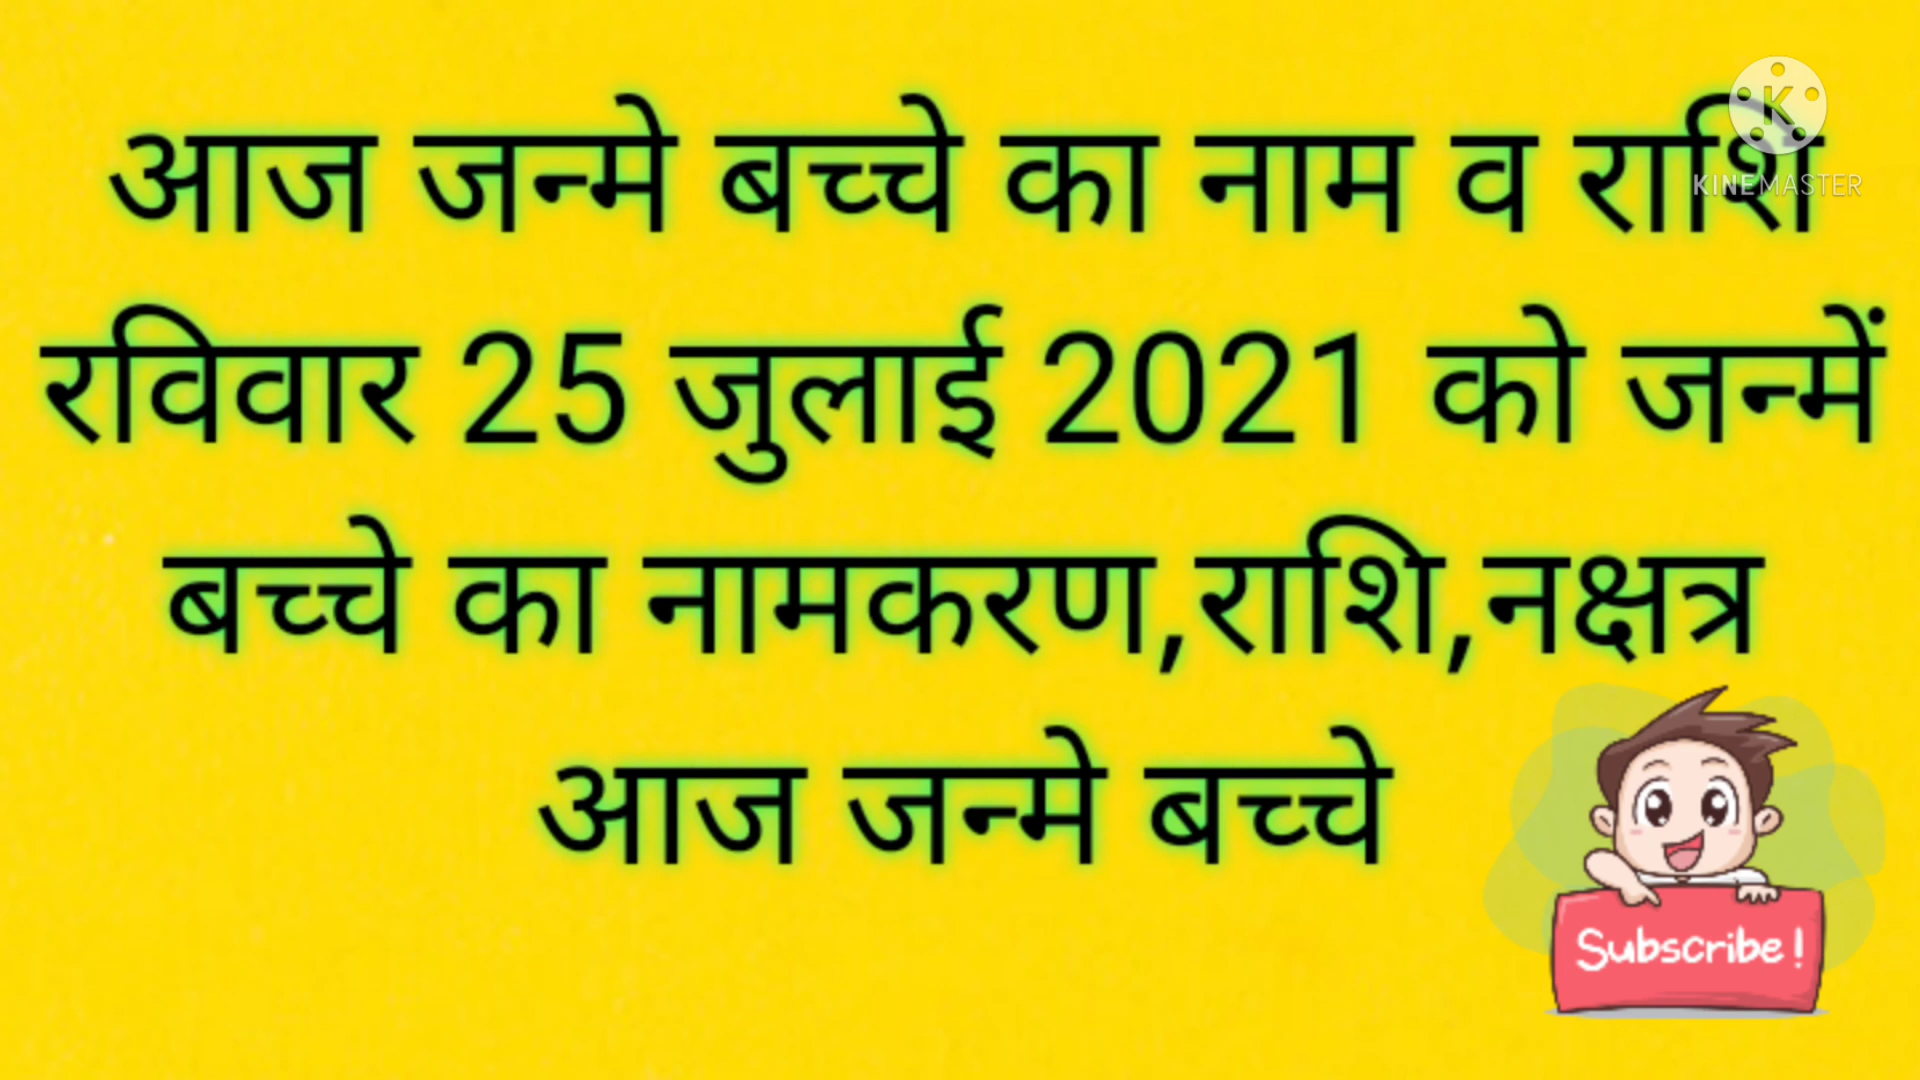 आज जन्मे बच्चे का नाम व राशि
रविवार 25 जुलाई 2021 को जन्में
बच्चे का नामकरण,राशि,नक्षत्र
आज जन्मे बच्चे
K
KINEMASTER
Subscribe!